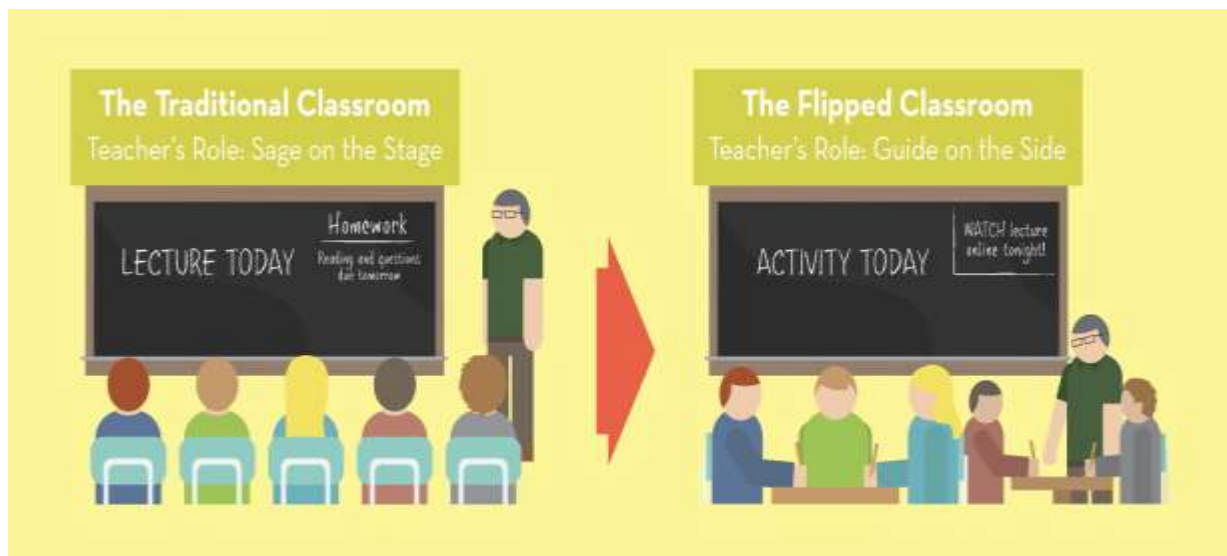 The Traditional Classroom
Teacher's Role: Sage on the Stage
LECTURE TODAY
Homework
Reading and questions
due tomorrow
The Flipped Classroom
Teacher's Role: Guide on the Side
ACTIVITY TODAY
WATCH lecture
online tonight!